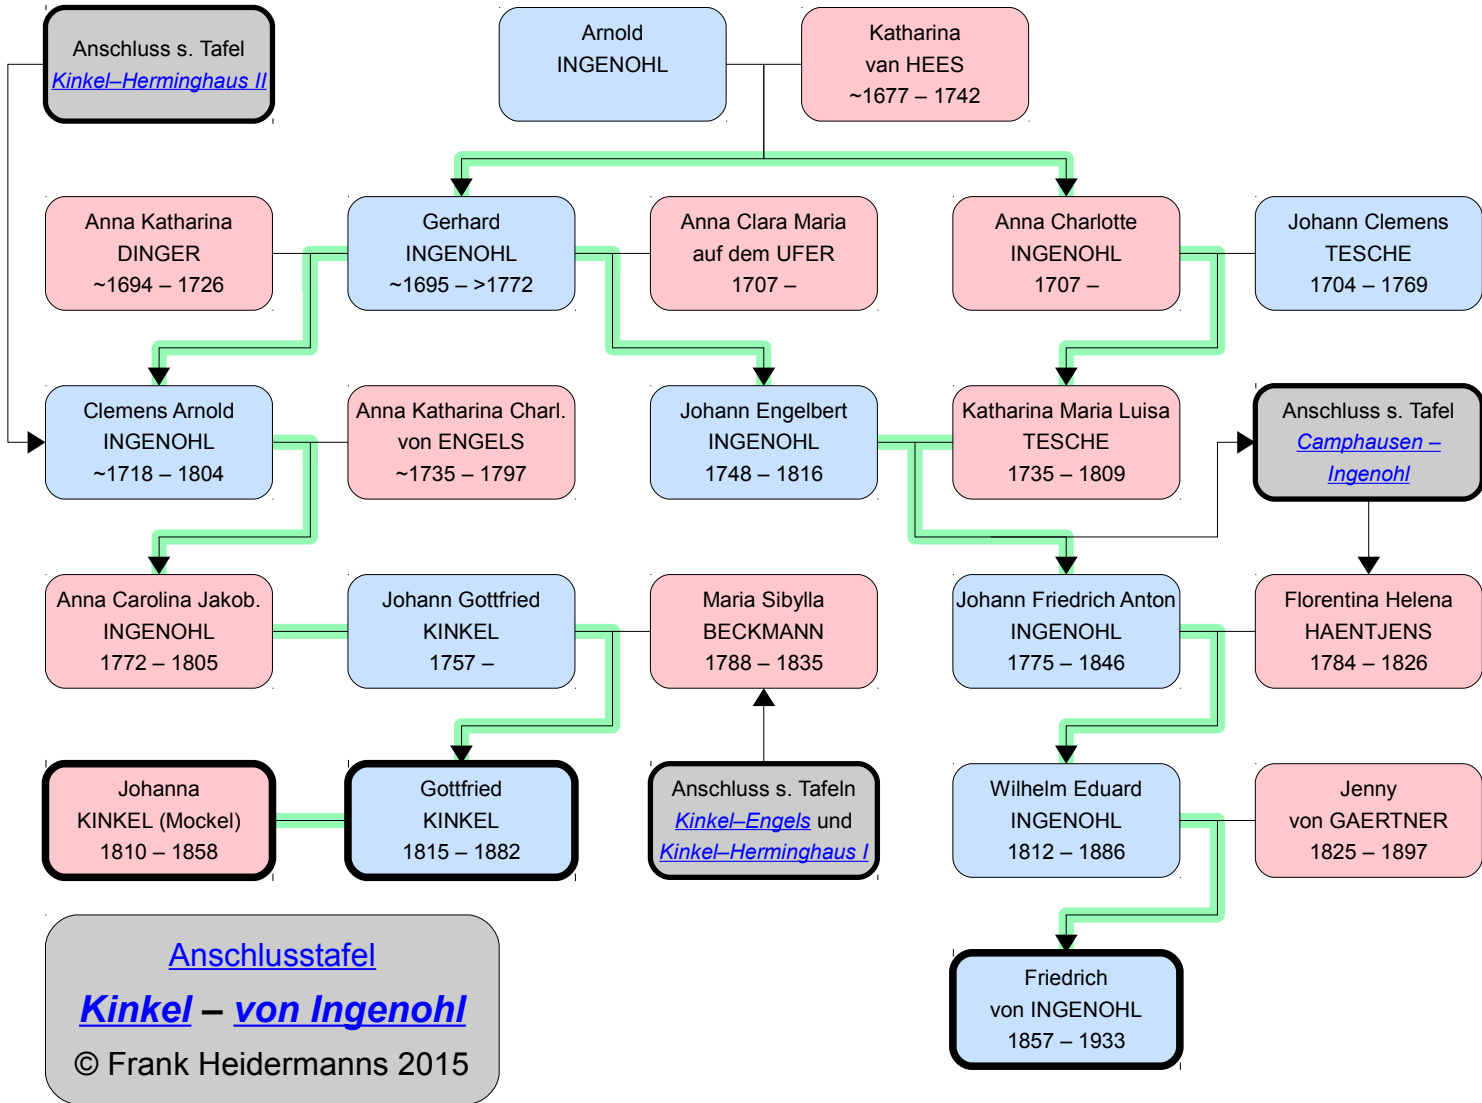 Anschluss s. Tafel
Kinkel–Herminghaus II
Arnold
INGENOHL
Katharina
van HEES
~1677 – 1742
Anna Katharina
DINGER
~1694 – 1726
Gerhard
INGENOHL
~1695 – >1772
Anna Clara Maria
auf dem UFER
1707 –
Anna Charlotte
INGENOHL
1707 –
Johann Clemens
TESCHE
1704 – 1769
Clemens Arnold
INGENOHL
~1718 – 1804
Anna Katharina Charl.
von ENGELS
~1735 – 1797
Johann Engelbert
INGENOHL
1748 – 1816
Katharina Maria Luisa
TESCHE
1735 – 1809
Anschluss s. Tafel
Camphausen –
Ingenohl
Anna Carolina Jakob.
INGENOHL
1772 – 1805
Johann Gottfried
KINKEL
1757 –
Maria Sibylla
BECKMANN
1788 – 1835
Johann Friedrich Anton
INGENOHL
1775 – 1846
Florentina Helena
HAENTJENS
1784 – 1826
Johanna
KINKEL (Mockel)
1810 – 1858
Gottfried
KINKEL
1815 – 1882
Anschluss s. Tafeln
Kinkel–Engels und
Kinkel–Herminghaus I
Wilhelm Eduard
INGENOHL
1812 – 1886
Jenny
von GAERTNER
1825 – 1897
Friedrich
von INGENOHL
1857 – 1933
Anschlusstafel
Kinkel – von Ingenohl
© Frank Heidermanns 2015